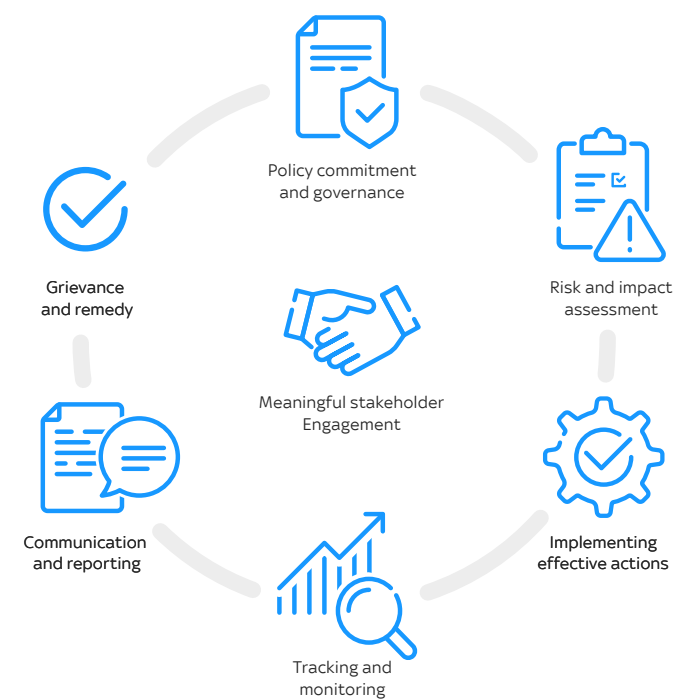 Policy commitment
and governance
Risk and impact
assessment
Implementing
effective actions
Tracking and
monitoring
Communication
and reporting
Grievance
and remedy
Meaningful stakeholder
Engagement